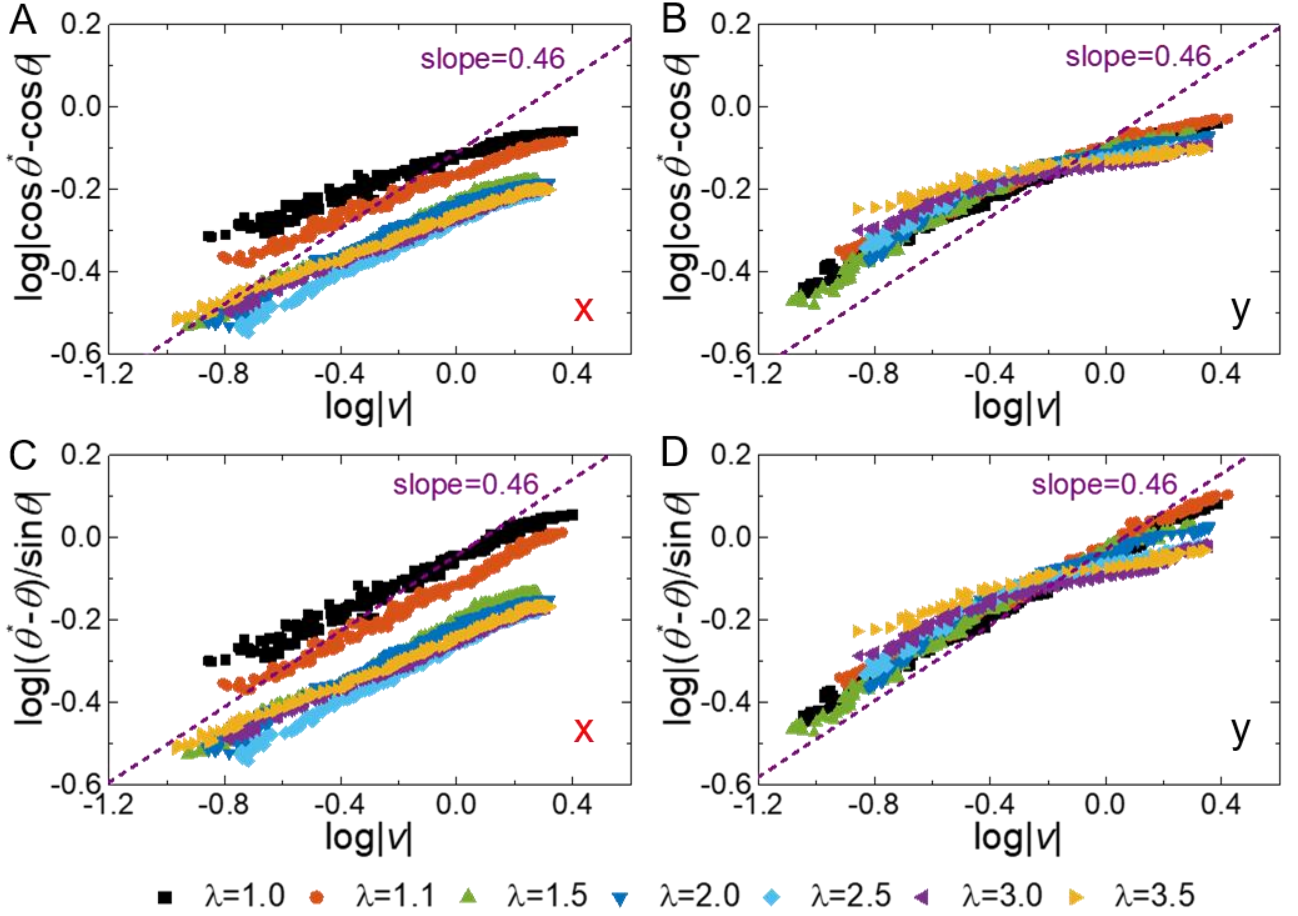 A
B
0.2
0.0
-0.2
-0.4
-0.6
log|cosθ*-cosθ|
slope=0.46
x
-1.2 -0.8 -0.4 0.0 0.4
log|v|
0.2
0.0
-0.2
-0.4
-0.6
log|cosθ*-cosθ|
slope=0.46
y
-1.2 -0.8 -0.4 0.0 0.4
log|v|
C
D
0.2
0.0
-0.2
-0.4
-0.6
log|(θ*-θ)/sinθ|
slope=0.46
x
-1.2 -0.8 -0.4 0.0 0.4
log|v|
0.2
0.0
-0.2
-0.4
-0.6
log|(θ*-θ)/sinθ|
slope=0.46
y
-1.2 -0.8 -0.4 0.0 0.4
log|v|
λ=1.0 λ=1.1 λ=1.5 λ=2.0 λ=2.5 λ=3.0 λ=3.5